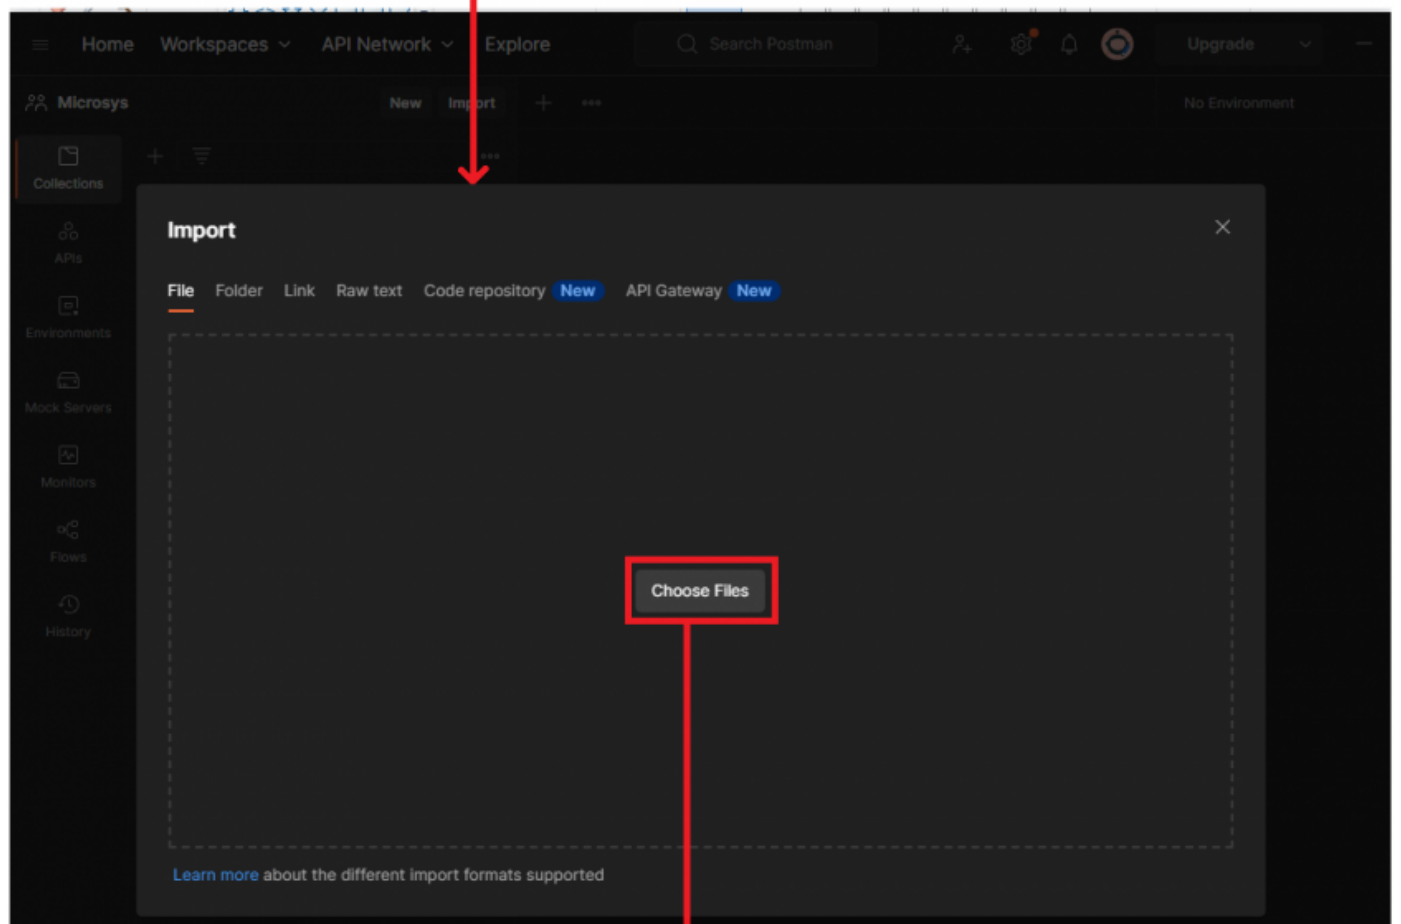 Home Workspaces API Network Explore Search Postman Upgrade
Microsys New Import No Environment
Collections
APIs
Environments
Mock Servers
Monitors
Flows
History
Import
File Folder Link Raw text Code repository New API Gateway New
Choose Files
Learn more about the different import formats supported